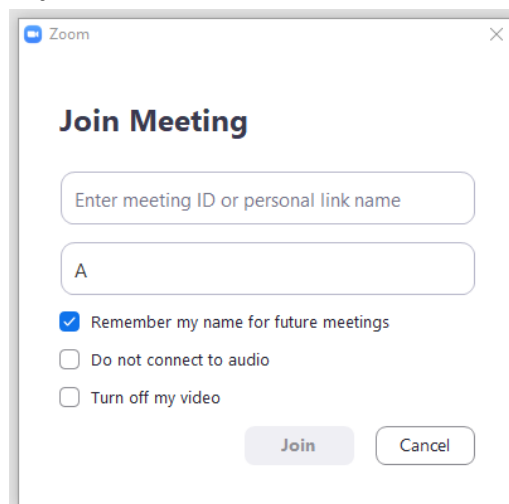 Zoom
Join Meeting
Enter meeting ID or personal link name
A
Remember my name for future meetings
Do not connect to audio
Turn off my video
Join Cancel